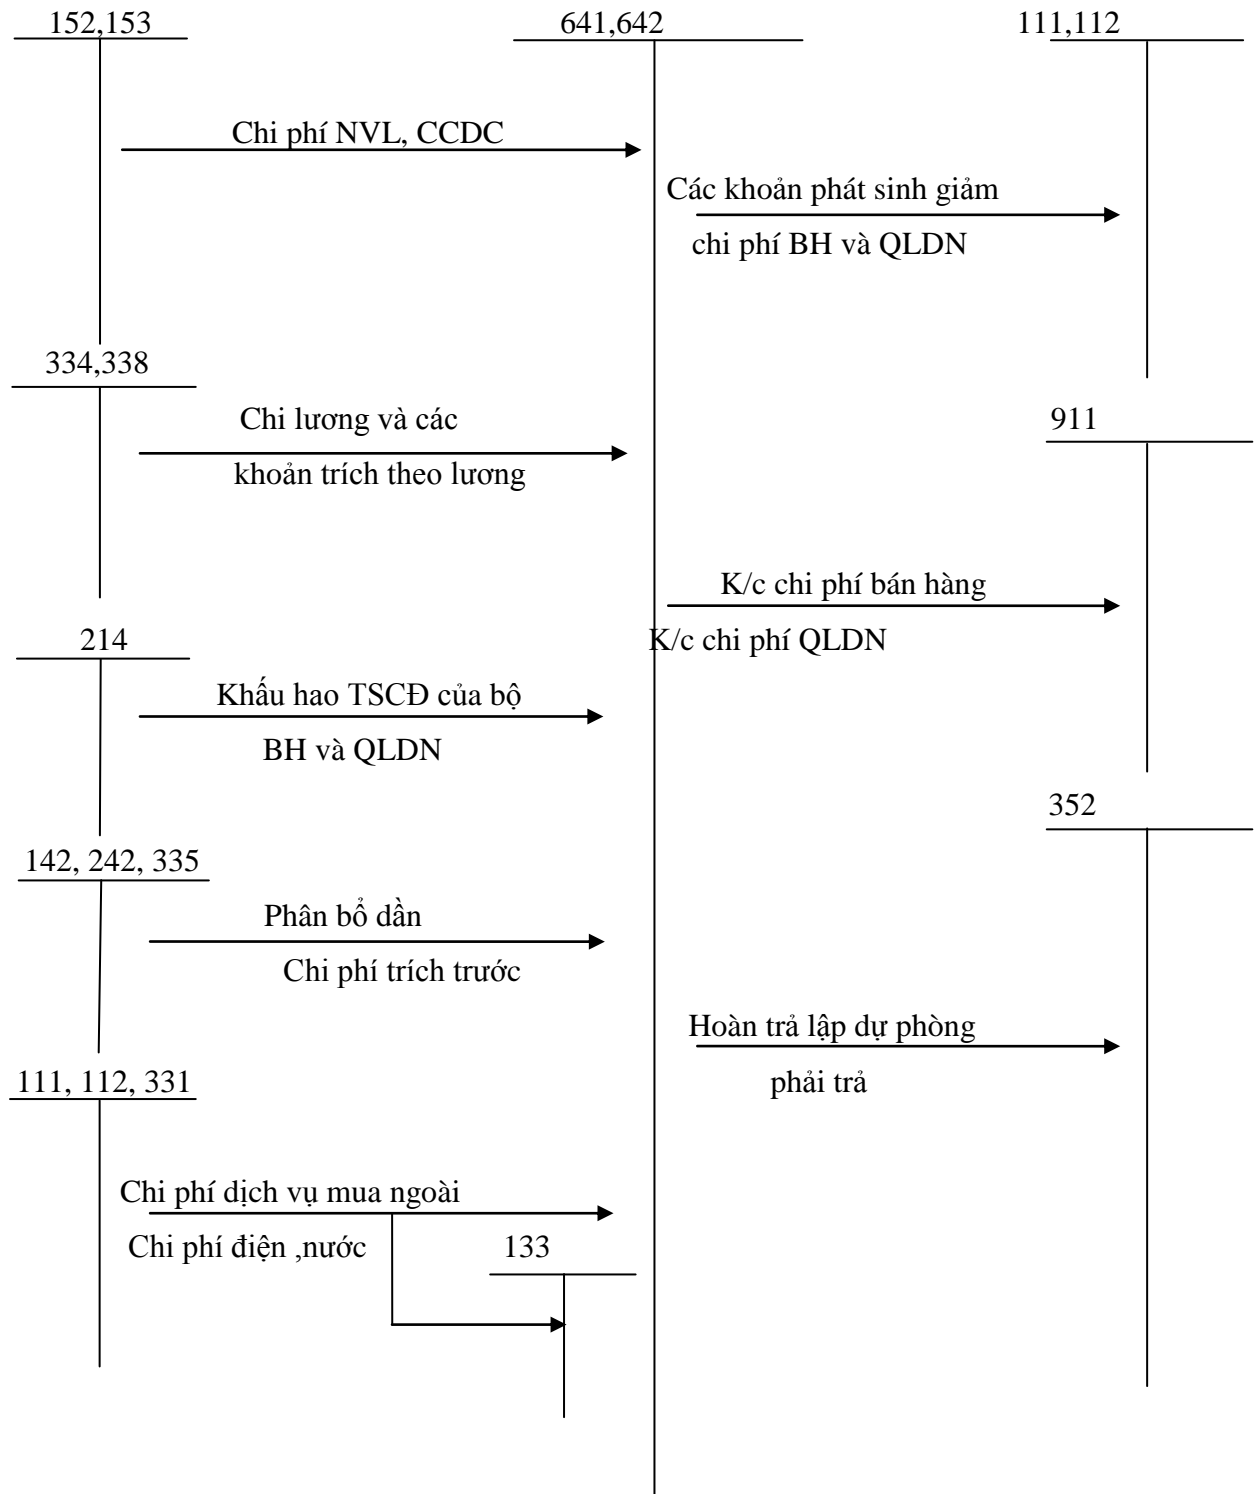 152,153
641,642
111,112
Chi phí NVL, CCDC
Các khoản phát sinh giảm
chi phí BH và QLDN
334,338
Chi lương và các
khoản trích theo lương
911
K/c chi phí bán hàng
K/c chi phí QLDN
214
Khấu hao TSCĐ của bộ
BH và QLDN
352
142, 242, 335
Phân bổ dần
Chi phí trích trước
Hoàn trả lập dự phòng
phải trả
111, 112, 331
Chi phí dịch vụ mua ngoài
Chi phí điện ,nước
133